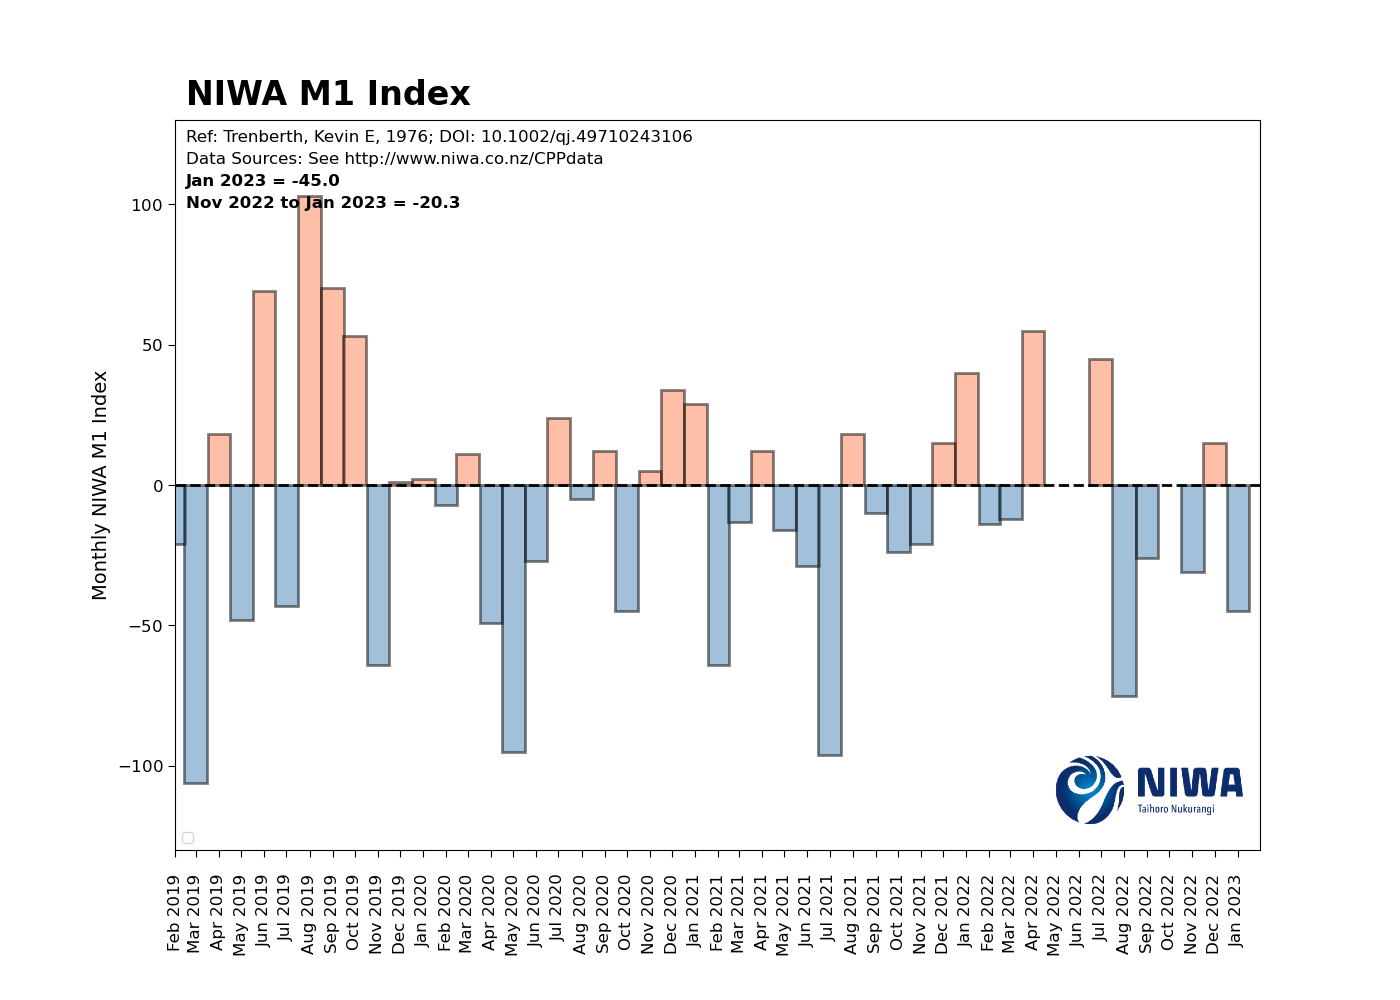 NIWA M1 Index
Ref: Trenberth, Kevin E, 1976; DOI: 10.1002/qj.49710243106
Data Sources: See http://www.niwa.co.nz/CPPdata
Jan 2023 = -45.0
Nov 2022 to Jan 2023 = -20.3
Monthly NIWA M1 Index
100
50
0
−50
−100
NIWA
Taihoro Nukurangi
Feb 2019
Mar 2019
Apr 2019
May 2019
Jun 2019
Jul 2019
Aug 2019
Sep 2019
Oct 2019
Nov 2019
Dec 2019
Jan 2020
Feb 2020
Mar 2020
Apr 2020
May 2020
Jun 2020
Jul 2020
Aug 2020
Sep 2020
Oct 2020
Nov 2020
Dec 2020
Jan 2021
Feb 2021
Mar 2021
Apr 2021
May 2021
Jun 2021
Jul 2021
Aug 2021
Sep 2021
Oct 2021
Nov 2021
Dec 2021
Jan 2022
Feb 2022
Mar 2022
Apr 2022
May 2022
Jun 2022
Jul 2022
Aug 2022
Sep 2022
Oct 2022
Nov 2022
Dec 2022
Jan 2023